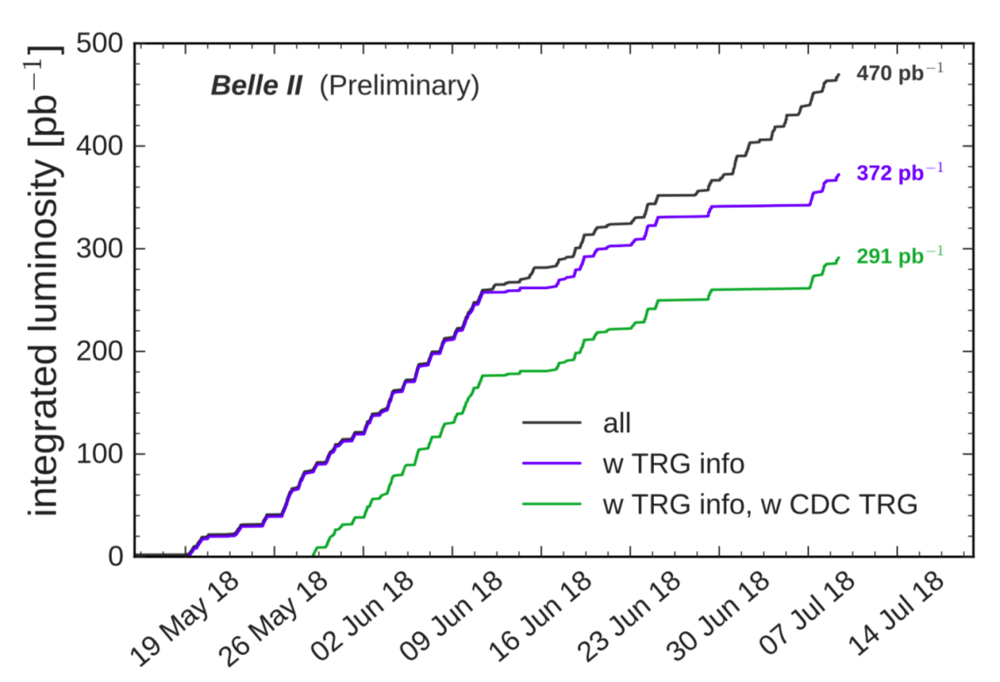 integrated luminosity [pb⁻¹]
500
400
300
200
100
0
Belle II (Preliminary)
470 pb⁻¹
372 pb⁻¹
291 pb⁻¹
all
w TRG info
w TRG info, w CDC TRG
19 May 18
26 May 18
02 Jun 18
09 Jun 18
16 Jun 18
23 Jun 18
30 Jun 18
07 Jul 18
14 Jul 18